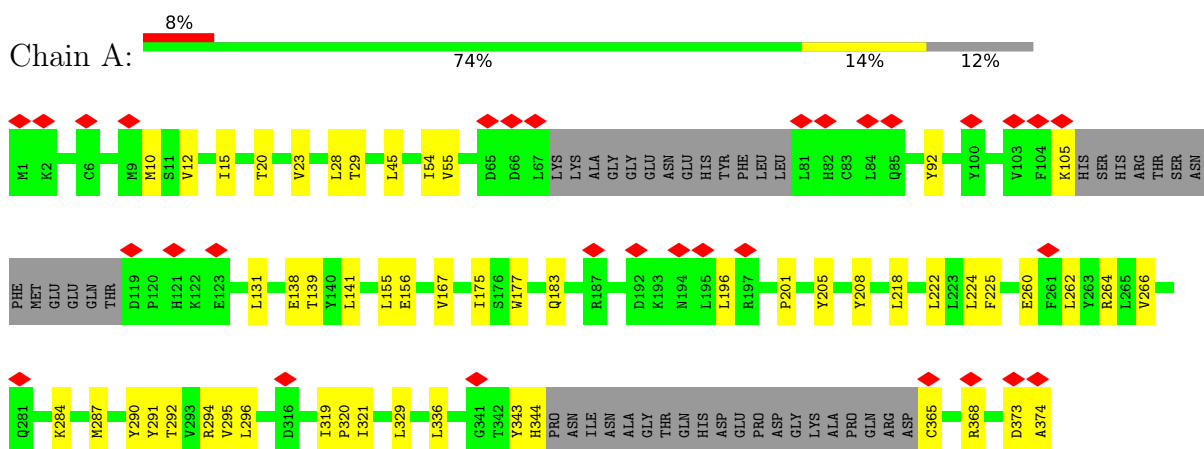 8%
Chain A:
74% 14% 12%
M1 K2 C6 M9 M10 S11 V12 I15 T20 V23 L28 T29 L45 I54 V55 D65 D66 L67 LYS LYS ALA GLY GLY GLU ASN GLU HIS TYR PHE LEU LEU L81 H82 C83 L84 Q85 Y92 Y100 V103 F104 K105 HIS SER HIS ARG THR SER ASN
PHE MET GLU GLU GLN THR D119 P120 H121 K122 E123 L131 E138 T139 Y140 L141 L155 E156 V167 I175 S176 W177 Q183 R187 D192 K193 N194 L195 L196 R197 P201 Y205 Y208 L218 L222 L223 L224 F225 E260 F261 L262 Y263 R264 L265 V266
Q281 K284 M287 Y290 Y291 T292 V293 R294 V295 L296 D316 I319 P320 I321 L329 L336 G341 T342 Y343 H344 PRO ASN ILE ASN ALA GLY THR GLN HIS ASP GLU PRO ASP GLY LYS ALA PRO GLN ARG ASP C365 R368 D373 A374